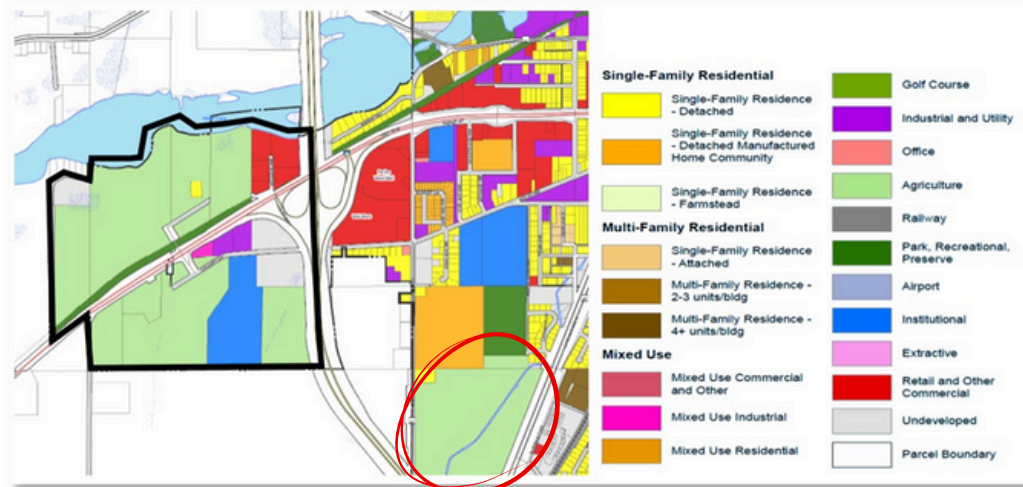 Single-Family Residential
Single-Family Residence
- Detached
Single-Family Residence
- Detached Manufactured
Home Community
Single-Family Residence
- Farmstead
Multi-Family Residential
Single-Family Residence
- Attached
Multi-Family Residence -
2-3 units/bldg
Multi-Family Residence -
4+ units/bldg
Mixed Use
Mixed Use Commercial
and Other
Mixed Use Industrial
Mixed Use Residential
Golf Course
Industrial and Utility
Office
Agriculture
Railway
Park, Recreational,
Preserve
Airport
Institutional
Extractive
Retail and Other
Commercial
Undeveloped
Parcel Boundary